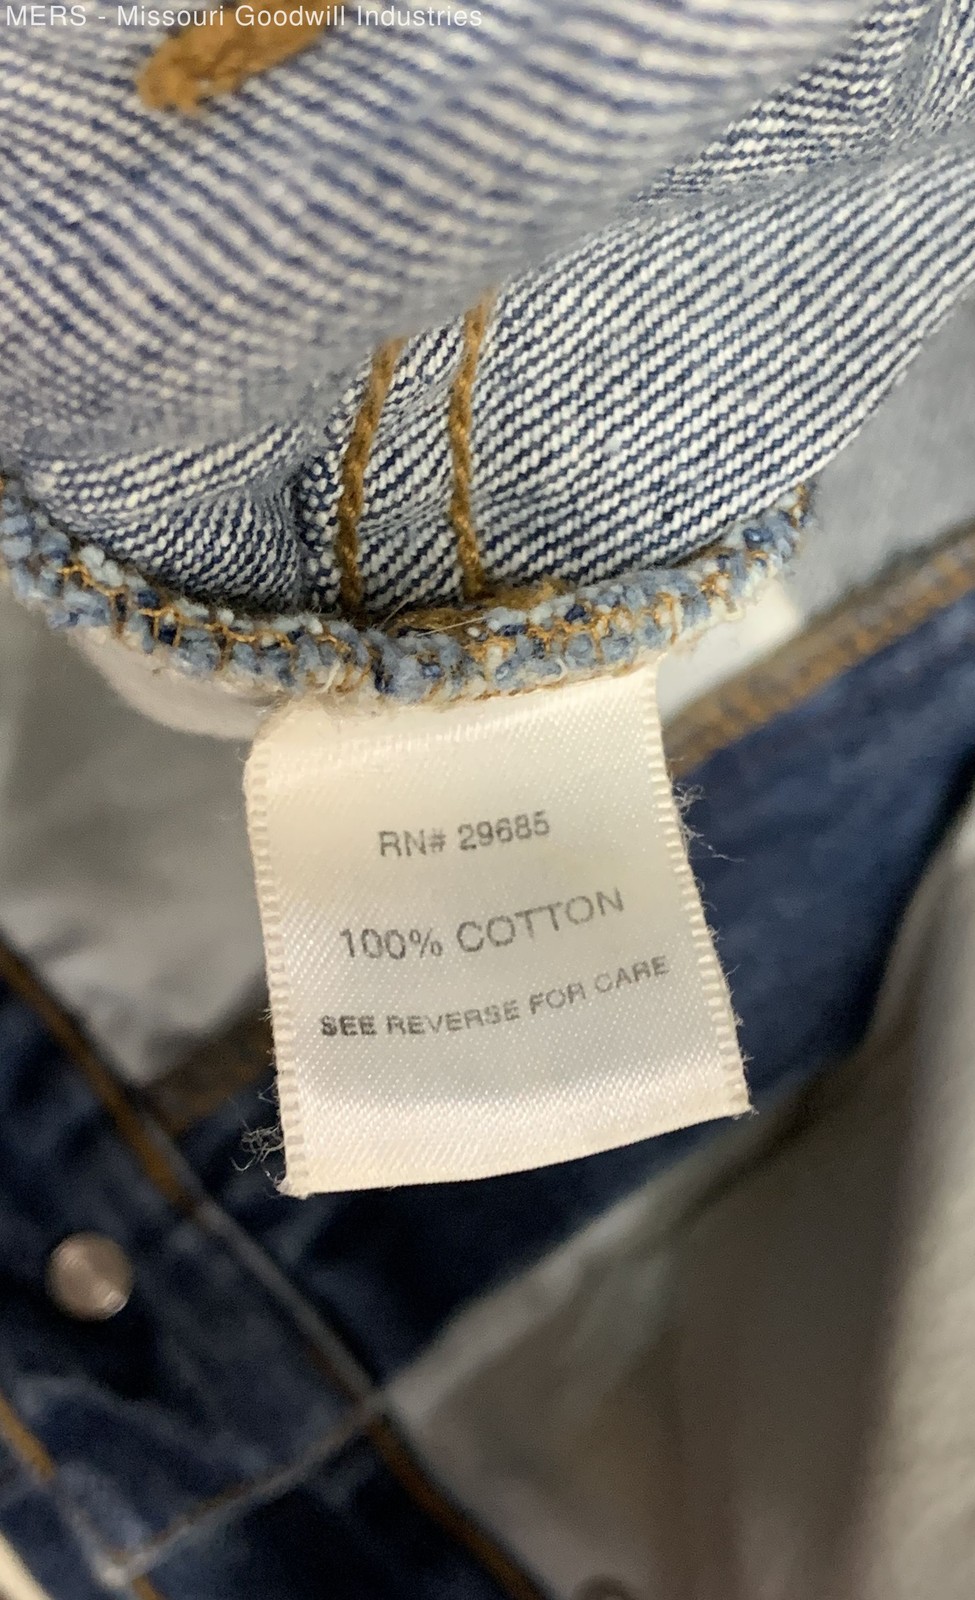 MERS - Missouri Goodwill Industries
RN# 29685
100% COTTON
SEE REVERSE FOR CARE